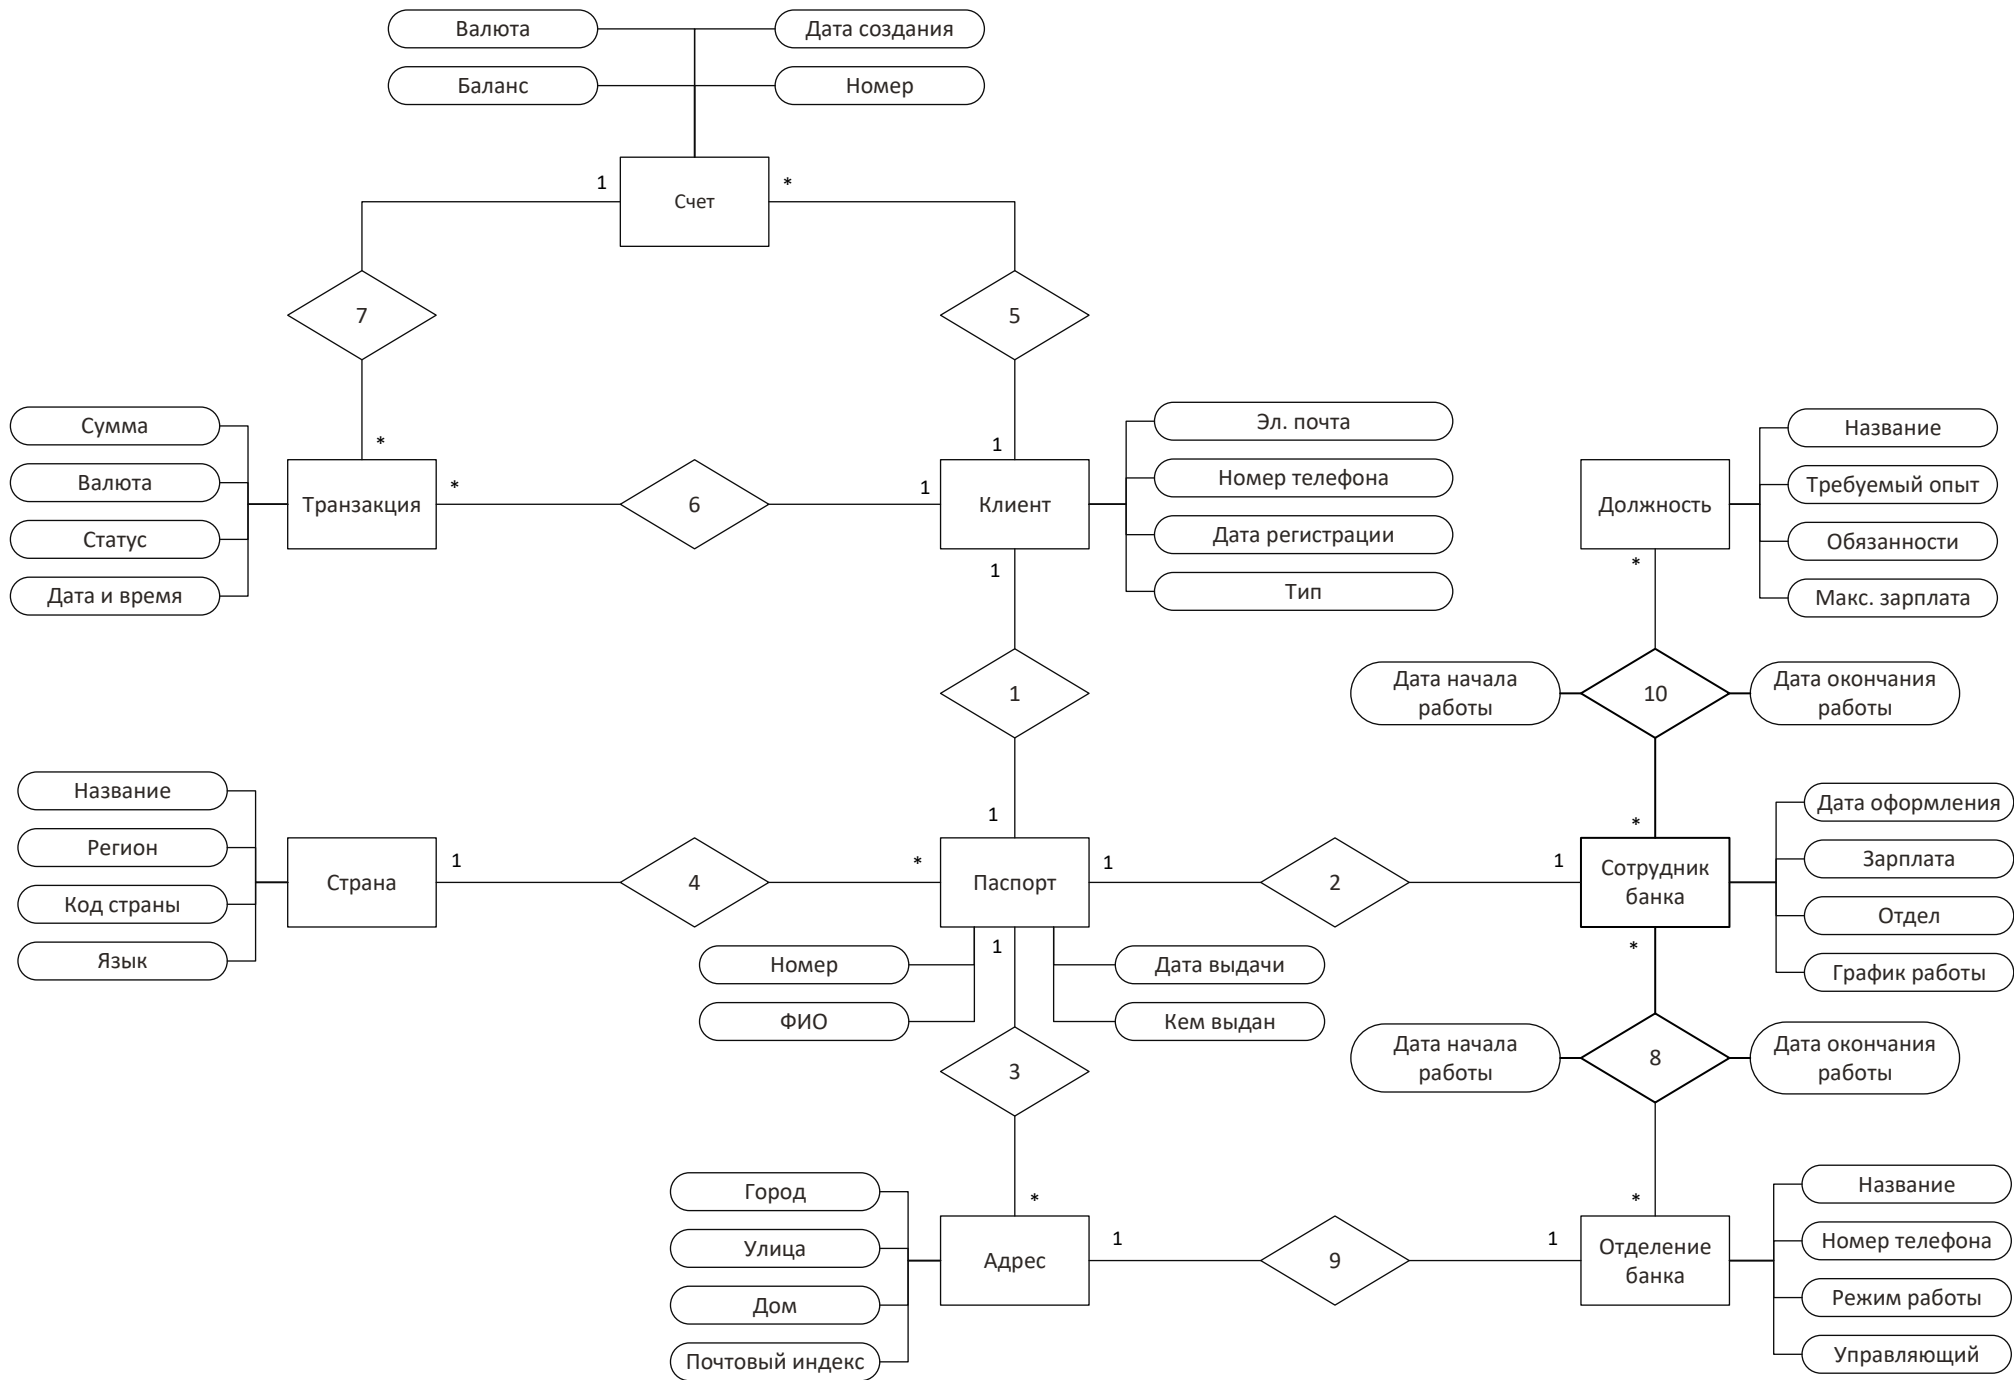 Валюта
Дата создания
Баланс
Номер
1
*
Счет
7
5
Сумма
Валюта
Статус
Дата и время
*
Транзакция
*
6
1
1
Клиент
1
Эл. почта
Номер телефона
Дата регистрации
Тип
Должность
*
Название
Требуемый опыт
Обязанности
Макс. зарплата
1
Дата начала
работы
10
Дата окончания
работы
Название
Регион
Код страны
Язык
Страна
1
4
*
1
Паспорт
1
1
2
1
*
Сотрудник
банка
*
Дата оформления
Зарплата
Отдел
График работы
Номер
ФИО
Дата выдачи
Кем выдан
3
Дата начала
работы
8
Дата окончания
работы
Город
Улица
Дом
Почтовый индекс
*
Адрес
1
9
1
*
Отделение
банка
Название
Номер телефона
Режим работы
Управляющий